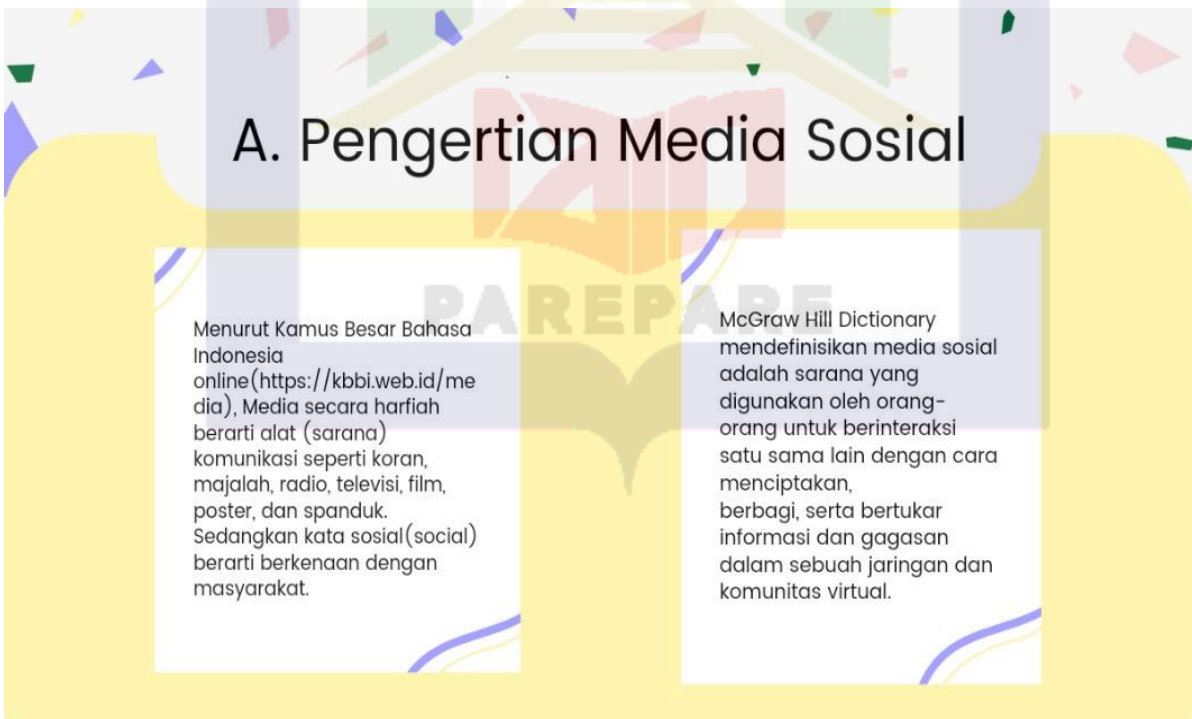 A. Pengertian Media Sosial
Menurut Kamus Besar Bahasa
Indonesia
online(https://kbbi.web.id/me
dia), Media secara harfiah
berarti alat (sarana)
komunikasi seperti koran,
majalah, radio, televisi, film,
poster, dan spanduk.
Sedangkan kata sosial(social)
berarti berkenaan dengan
masyarakat.
McGraw Hill Dictionary
mendefinisikan media sosial
adalah sarana yang
digunakan oleh orang-
orang untuk berinteraksi
satu sama lain dengan cara
menciptakan,
berbagi, serta bertukar
informasi dan gagasan
dalam sebuah jaringan dan
komunitas virtual.
PAREPARE